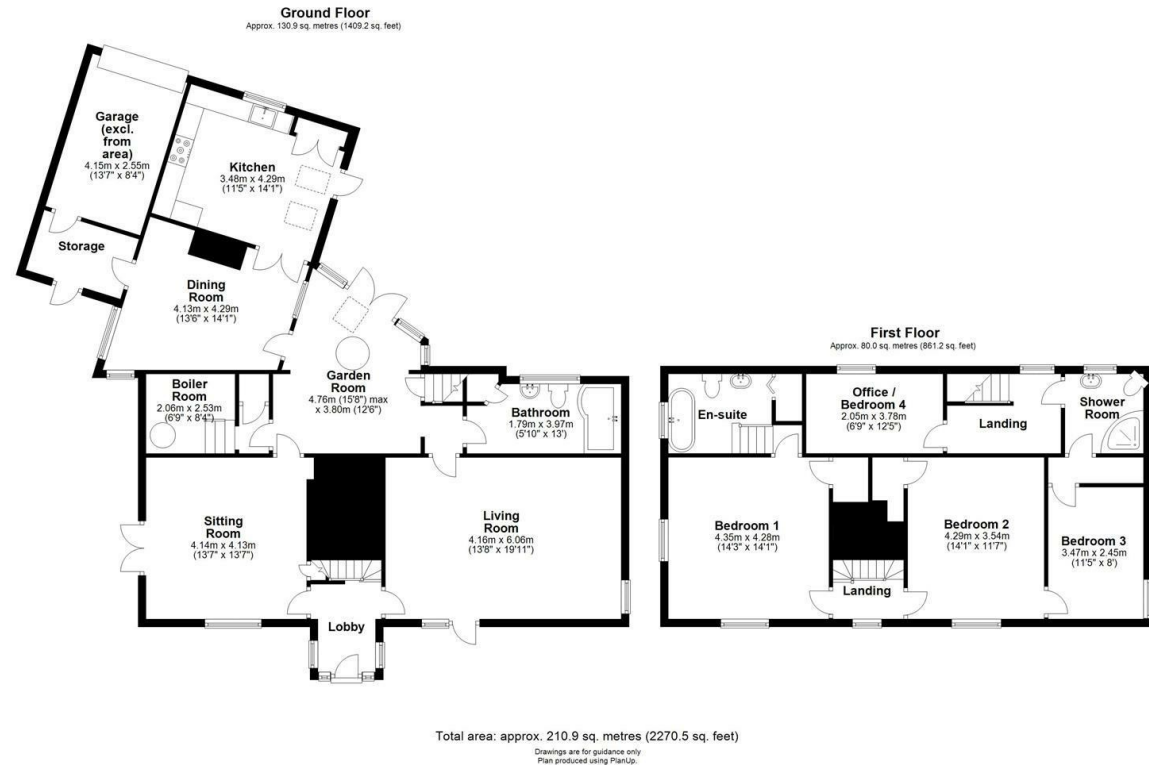 Ground Floor
Approx. 130.9 sq. metres (1409.2 sq. feet)
Garage
(excl.
from
area)
4.15m x 2.55m
(13'7" x 8'4")
Kitchen
3.48m x 4.29m
(11'5" x 14'1")
Storage
Dining
Room
4.13m x 4.29m
(13'6" x 14'1")
Garden
Room
4.76m (15'8") max
x 3.80m (12'6")
Boiler
Room
2.06m x 2.53m
(6'9" x 8'4")
Bathroom
1.79m x 3.97m
(5'10" x 13')
Sitting
Room
4.14m x 4.13m
(13'7" x 13'7")
Living
Room
4.16m x 6.06m
(13'8" x 19'11")
Lobby
First Floor
Approx. 80.0 sq. metres (861.2 sq. feet)
En-suite
Office /
Bedroom 4
2.05m x 3.78m
(6'9" x 12'5")
Landing
Shower
Room
Bedroom 1
4.35m x 4.28m
(14'3" x 14'1")
Bedroom 2
4.29m x 3.54m
(14'1" x 11'7")
Bedroom 3
3.47m x 2.45m
(11'5" x 8')
Landing
Total area: approx. 210.9 sq. metres (2270.5 sq. feet)
Drawings are for guidance only
Plan produced using PlanUp.